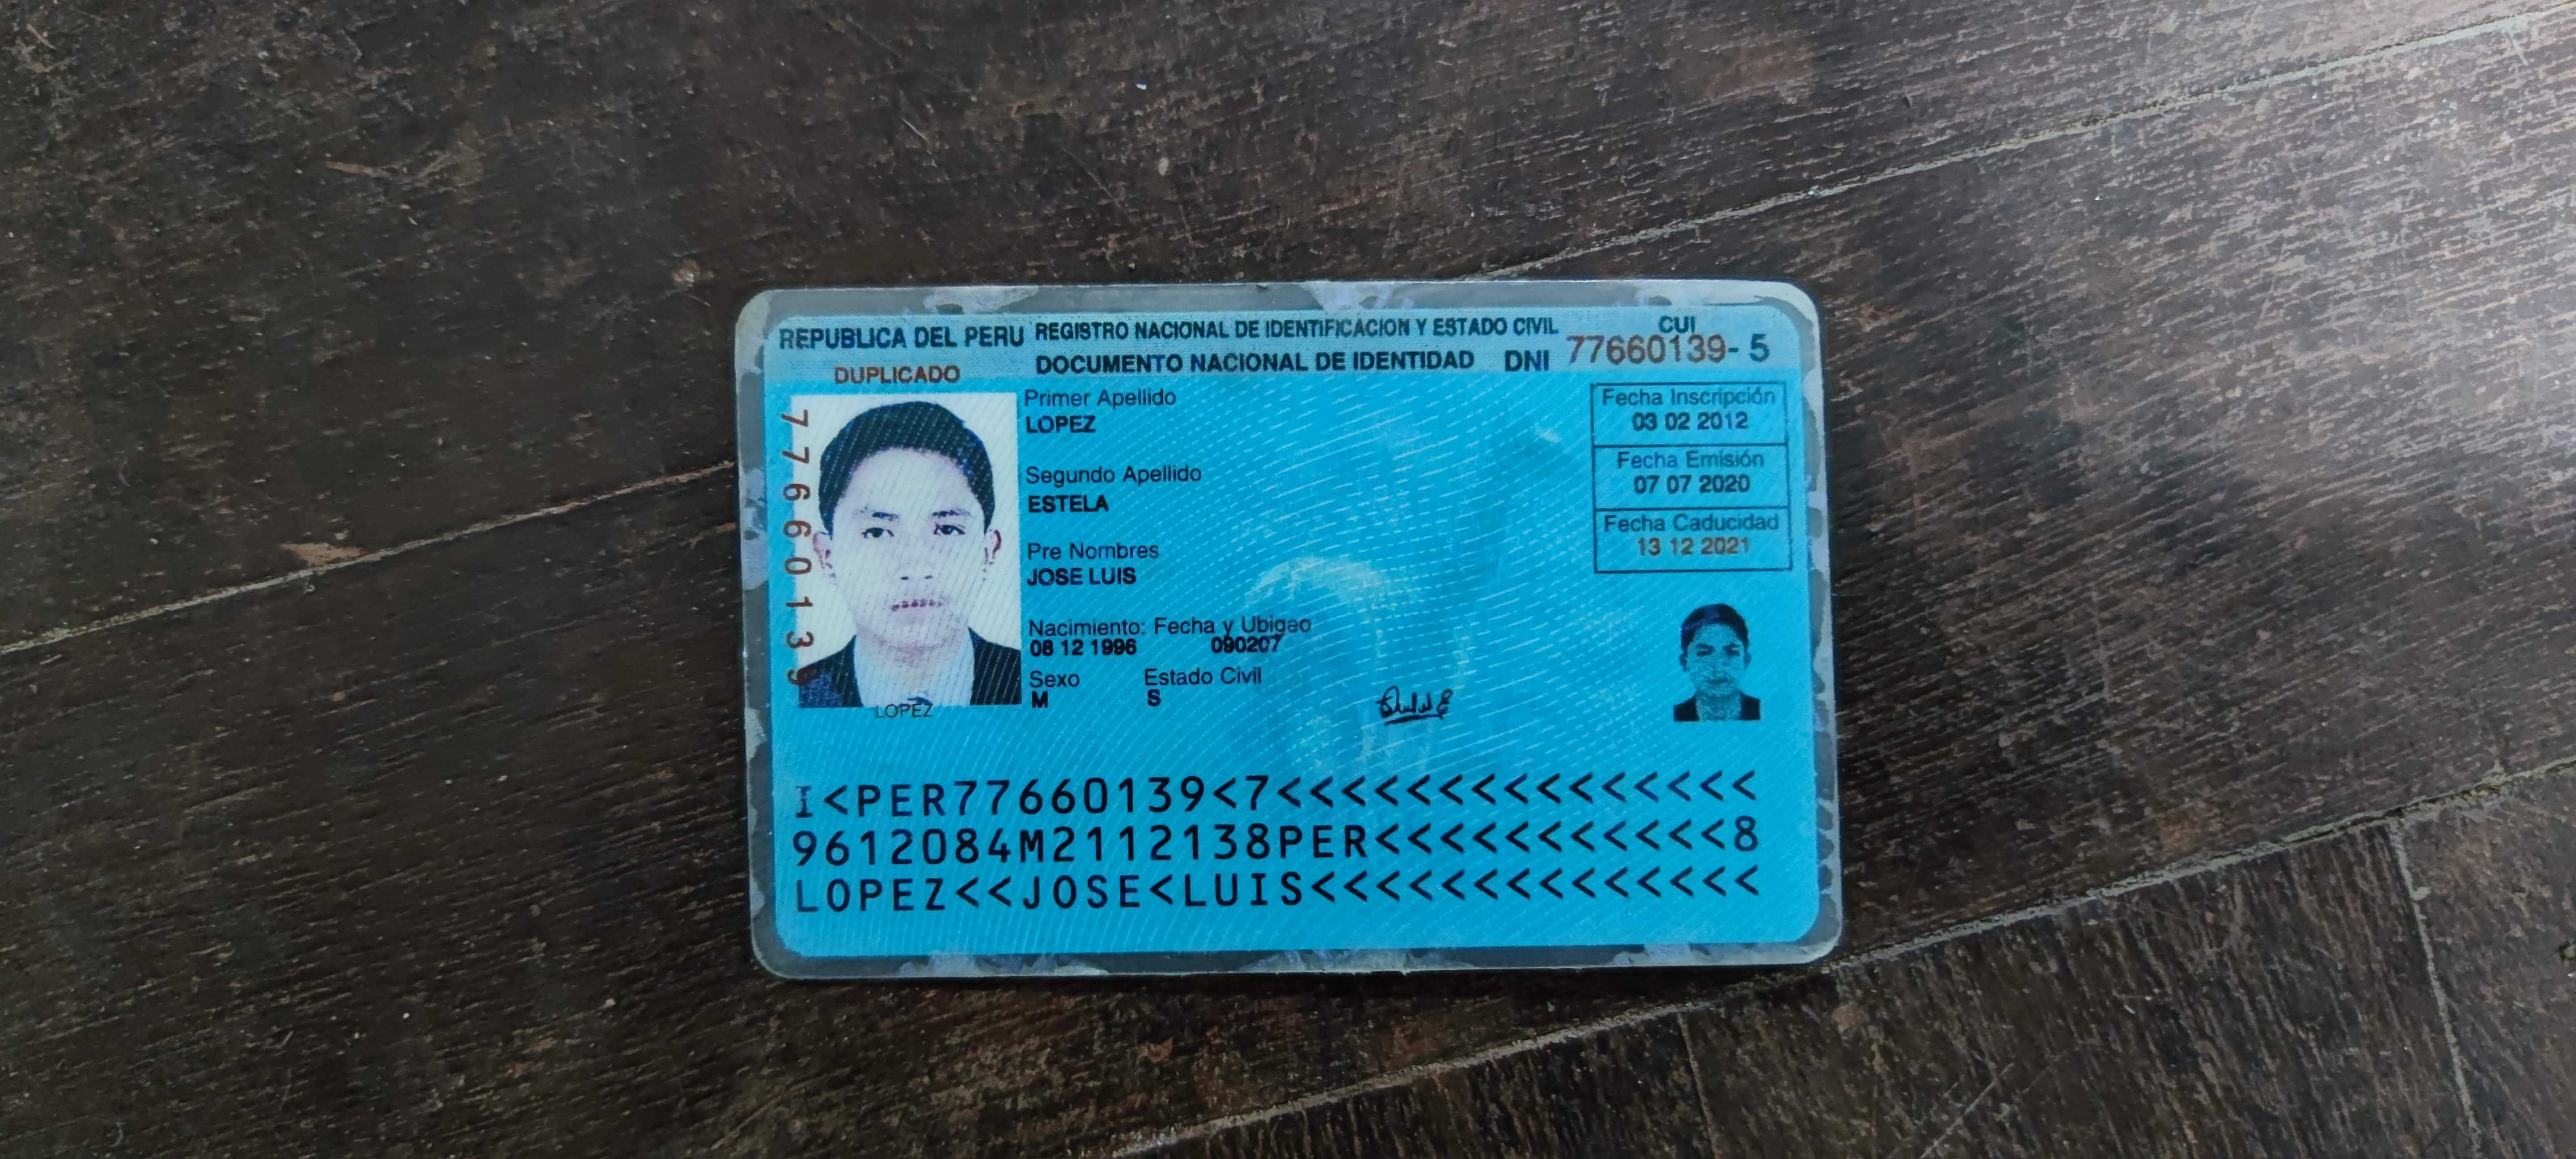 REPUBLICA DEL PERU REGISTRO NACIONAL DE IDENTIFICACION Y ESTADO CIVIL
CUI
DUPLICADO
DOCUMENTO NACIONAL DE IDENTIDAD DNI 77660139-5
77660139
Primer Apellido
LOPEZ
Segundo Apellido
ESTELA
Pre Nombres
JOSE LUIS
Nacimiento: Fecha y Ubigeo
08 12 1996 090207
Sexo Estado Civil
M S
LOPEZ
Fecha Inscripción
03 02 2012
Fecha Emisión
07 07 2020
Fecha Caducidad
13 12 2021
I<PER77660139<7<<<<<<<<<<<<<<<
9612084M2112138PER<<<<<<<<<<<8
LOPEZ<<JOSE<LUIS<<<<<<<<<<<<<<